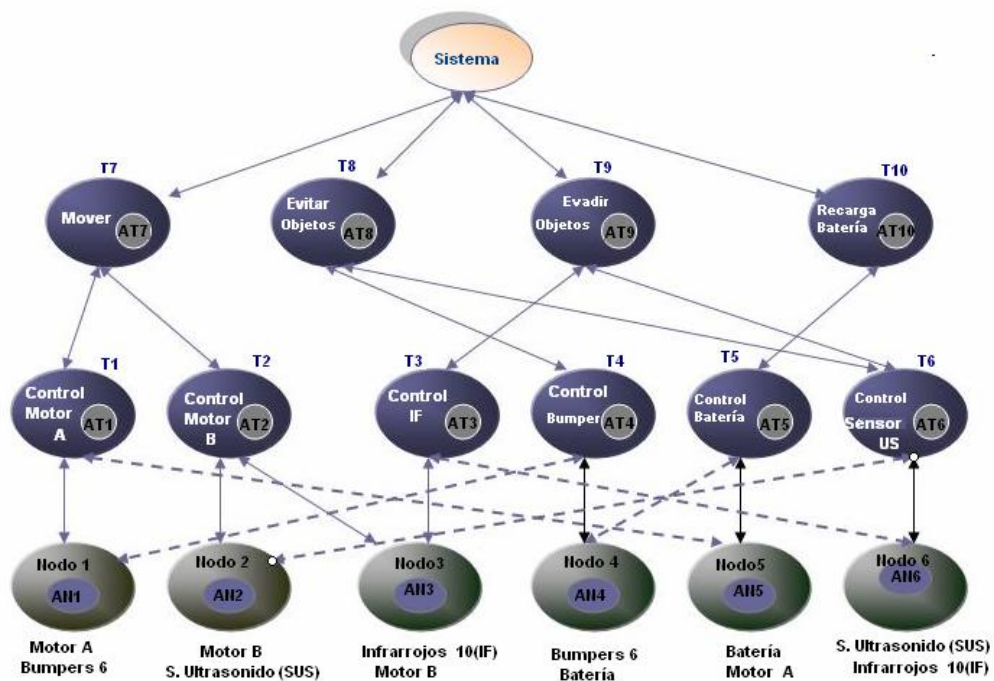 Sistema
T7
T8
T9
T10
Mover
AT7
Evitar
Objetos
AT8
Evadir
Objetos
AT9
Recarga
Batería
AT10
T1
T2
T3
T4
T5
T6
Control
Motor
A
AT1
Control
Motor
B
AT2
Control
IF
AT3
Control
Bumper
AT4
Control
Batería
AT5
Control
Sensor
US
AT6
Nodo 1
AN1
Nodo 2
AN2
Nodo3
AN3
Nodo 4
AN4
Nodo5
AN5
Nodo 6
AN6
Motor A
Bumpers 6
Motor B
S. Ultrasonido (SUS)
Infrarrojos 10(IF)
Motor B
Bumpers 6
Batería
Batería
Motor A
S. Ultrasonido (SUS)
Infrarrojos 10(IF)